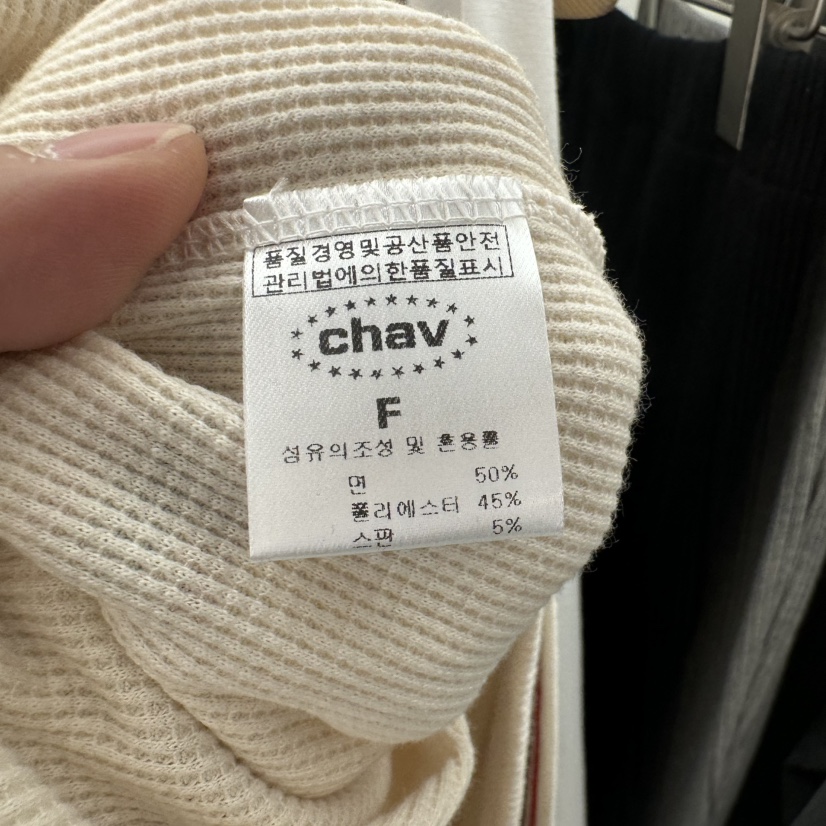 품질경영및공산품안전
관리법에의한품질표시
chav
F
섬유의조성 및 혼용률
면 50%
폴리에스터 45%
스판 5%